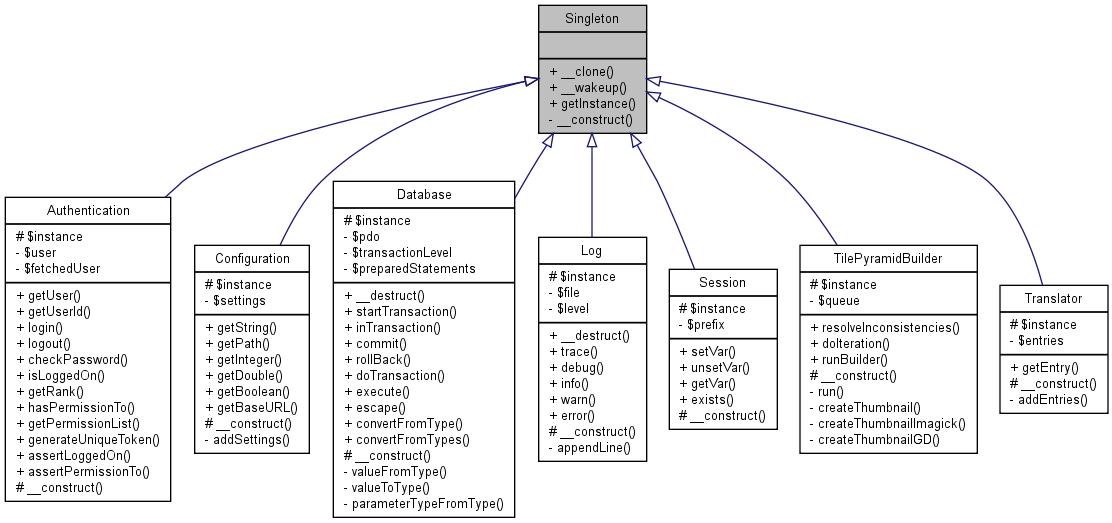 Singleton
+ __clone()
+ __wakeup()
+ getInstance()
- __construct()
Authentication
# $instance
- $user
- $fetchedUser
+ getUser()
+ getUserId()
+ login()
+ logout()
+ checkPassword()
+ isLoggedOn()
+ getRank()
+ hasPermissionTo()
+ getPermissionList()
+ generateUniqueToken()
+ assertLoggedOn()
+ assertPermissionTo()
# __construct()
Configuration
# $instance
- $settings
+ getString()
+ getPath()
+ getInteger()
+ getDouble()
+ getBoolean()
+ getBaseURL()
# __construct()
- addSettings()
Database
# $instance
- $pdo
- $transactionLevel
- $preparedStatements
+ __destruct()
+ startTransaction()
+ inTransaction()
+ commit()
+ rollBack()
+ doTransaction()
+ execute()
+ escape()
+ convertFromType()
+ convertFromTypes()
# __construct()
- valueFromType()
- valueToType()
- parameterTypeFromType()
Log
# $instance
- $file
- $level
+ __destruct()
+ trace()
+ debug()
+ info()
+ warn()
+ error()
# __construct()
- appendLine()
Session
# $instance
- $prefix
+ setVar()
+ unsetVar()
+ getVar()
+ exists()
# __construct()
TilePyramidBuilder
# $instance
- $queue
+ resolveInconsistencies()
+ doIteration()
+ runBuilder()
# __construct()
- run()
- createThumbnail()
- createThumbnailImagick()
- createThumbnailGD()
Translator
# $instance
- $entries
+ getEntry()
# __construct()
- addEntries()